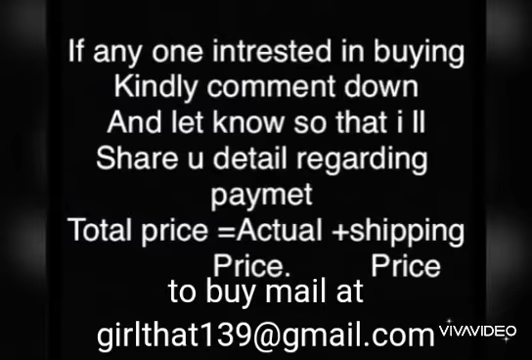 If any one intrested in buying
Kindly comment down
And let know so that i ll
Share u detail regarding
paymet
Total price =Actual +shipping
Price. Price
to buy mail at
girlthat139@gmail.com
VIVAVIDEO